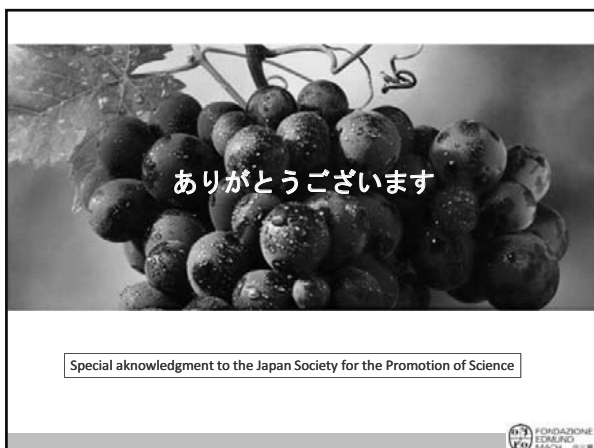 ありがとうございます
Special aknowledgment to the Japan Society for the Promotion of Science
FONDAZIONE
EDMUND
MACH